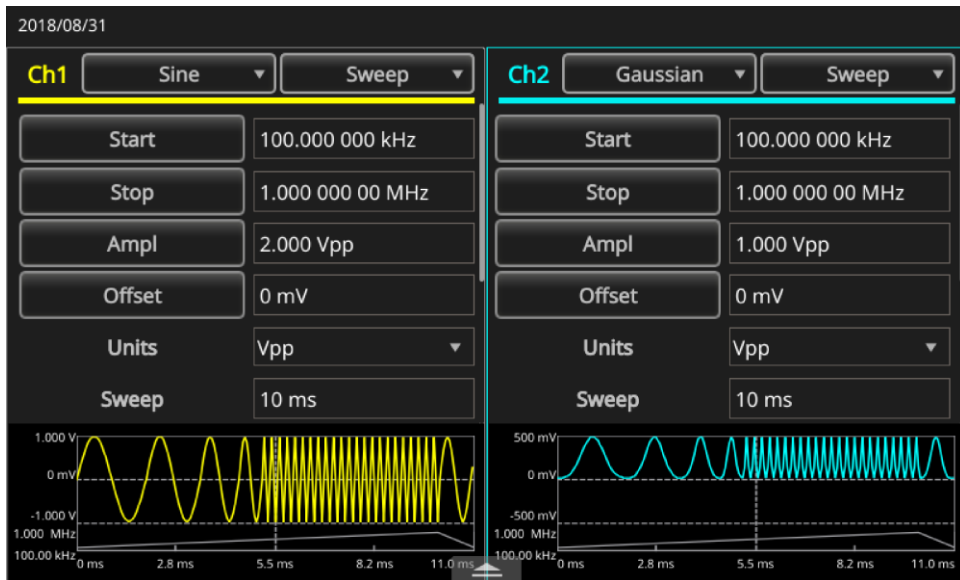 2018/08/31
Ch1 Sine Sweep
Start 100.000 000 kHz
Stop 1.000 000 00 MHz
Ampl 2.000 Vpp
Offset 0 mV
Units Vpp
Sweep 10 ms
1.000 V
0 mV
-1.000 V
1.000 MHz
100.00 kHz
0 ms 2.8 ms 5.5 ms 8.2 ms 11.0 ms
Ch2 Gaussian Sweep
Start 100.000 000 kHz
Stop 1.000 000 00 MHz
Ampl 1.000 Vpp
Offset 0 mV
Units Vpp
Sweep 10 ms
500 mV
0 mV
-500 mV
1.000 MHz
100.00 kHz
0 ms 2.8 ms 5.5 ms 8.2 ms 11.0 ms